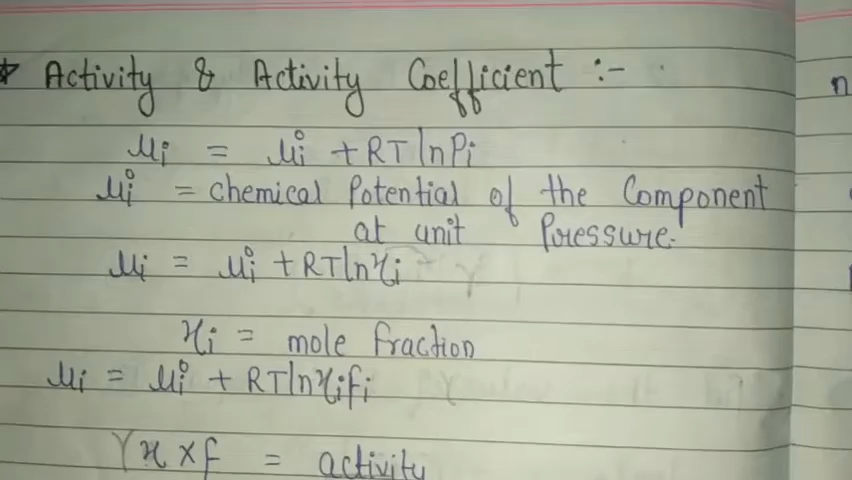 * Activity & Activity Coefficient :-
μi = μi° + RT ln Pi
μi° = chemical Potential of the Component
at unit Pressure.
μi = μi° + RT ln xi
xi = mole fraction
μi = μi° + RT ln xi fi
x × f = activity
n